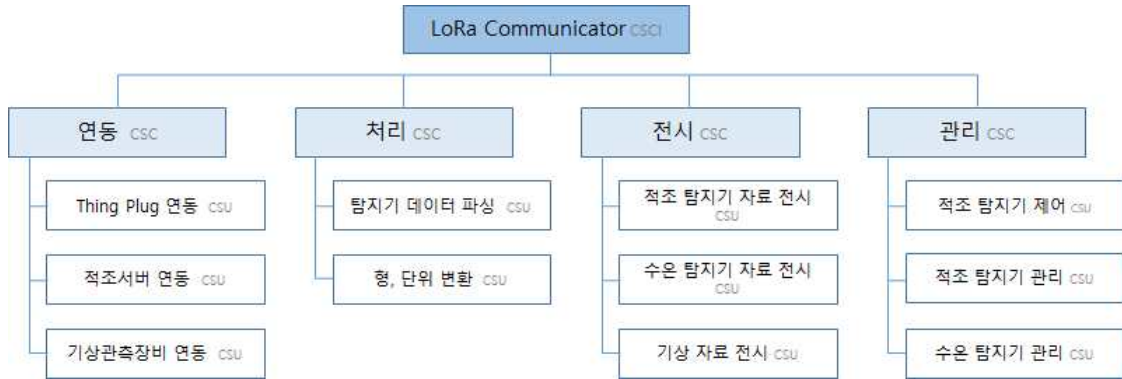 LoRa Communicator CSCI
연동 CSC
처리 CSC
전시 CSC
관리 CSC
Thing Plug 연동 CSU
적조서버 연동 CSU
기상관측장비 연동 CSU
탐지기 데이터 파싱 CSU
형, 단위 변환 CSU
적조 탐지기 자료 전시
CSU
수온 탐지기 자료 전시
CSU
기상 자료 전시 CSU
적조 탐지기 제어 CSU
적조 탐지기 관리 CSU
수온 탐지기 관리 CSU